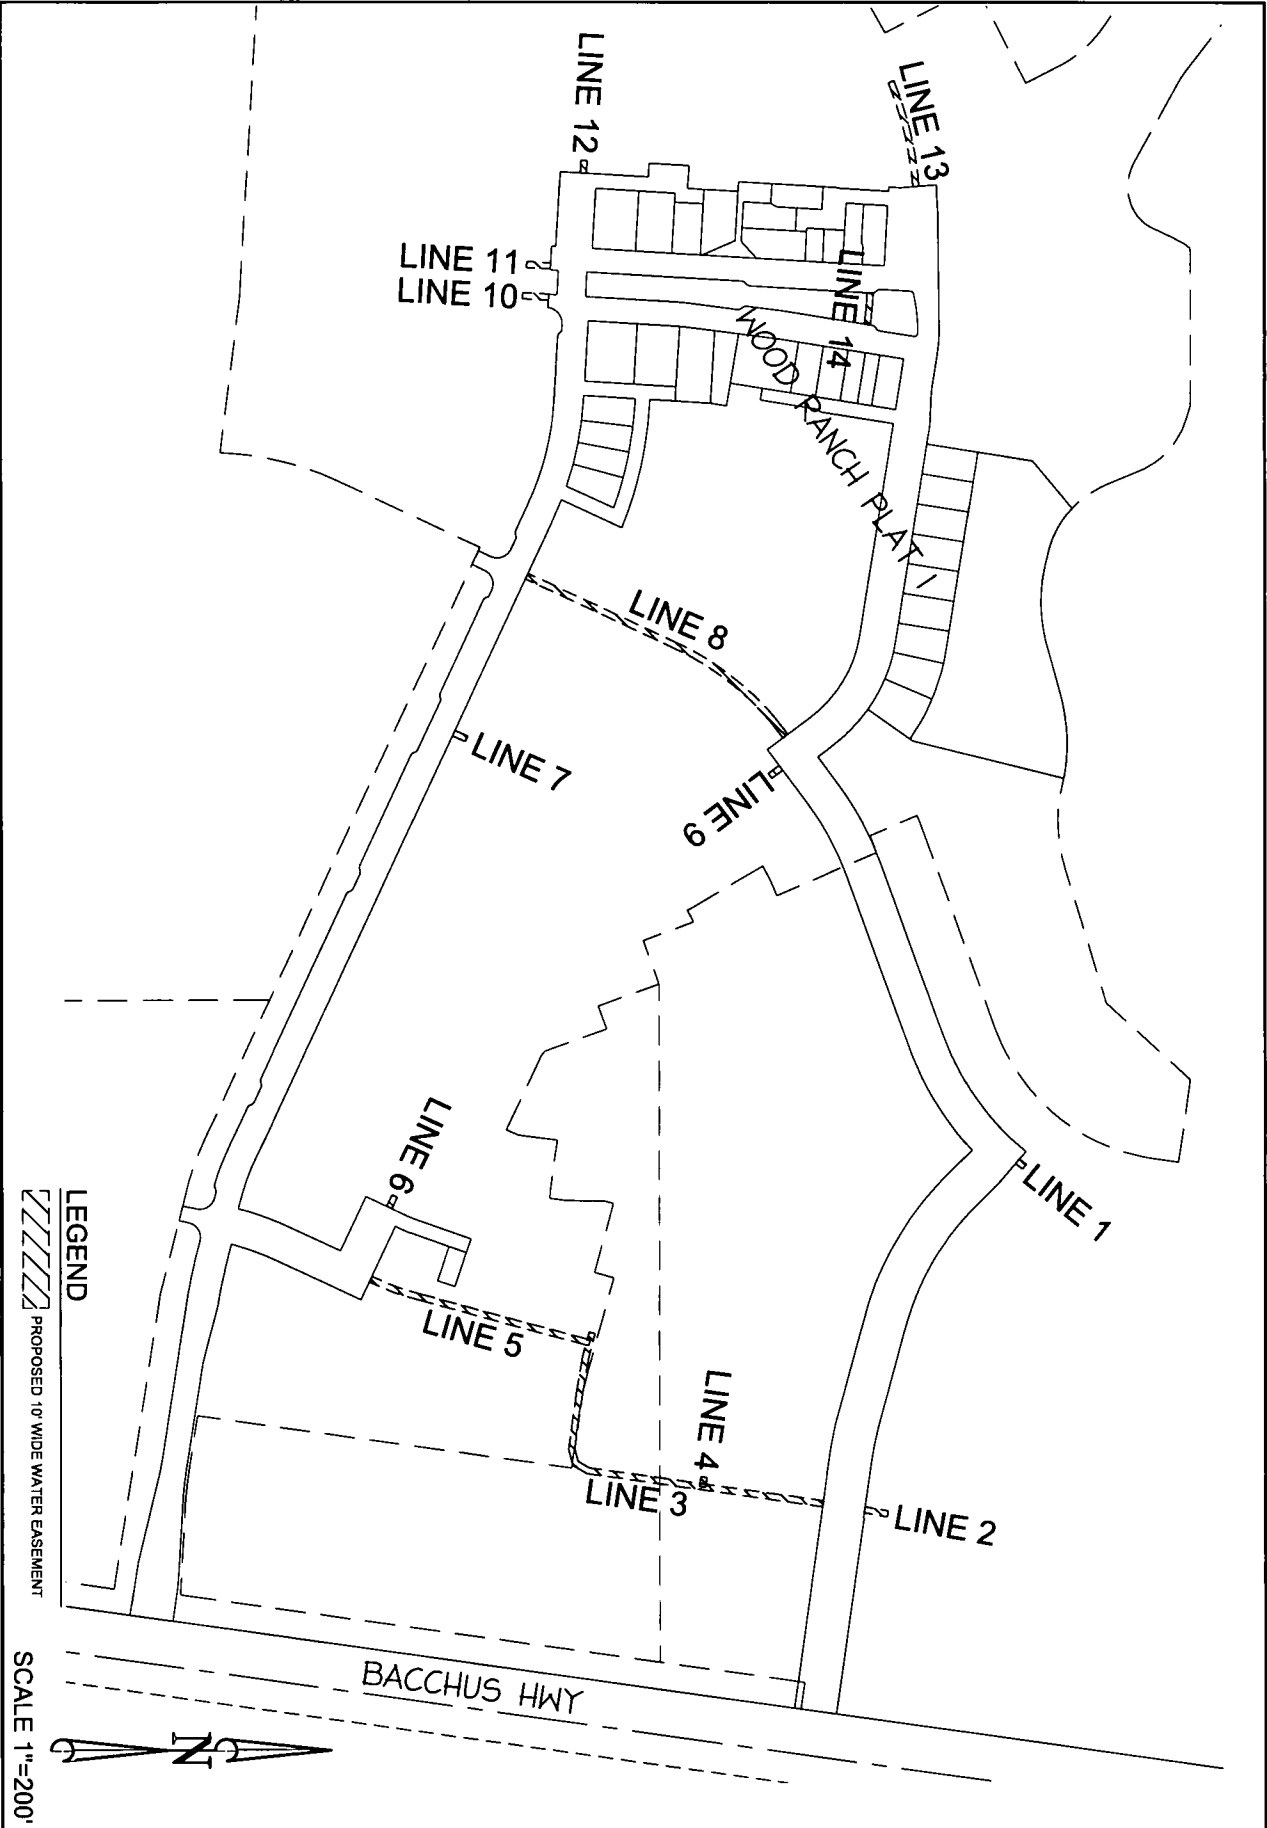 LINE 12
LINE 13
LINE 11
LINE 10
LINE 14
WOOD RANCH PLAT 1
LINE 8
LINE 7
LINE 9
LINE 6
LINE 1
LINE 5
LINE 4
LINE 3
LINE 2
BACCHUS HWY
LEGEND
PROPOSED 10' WIDE WATER EASEMENT
N
SCALE 1"=200'